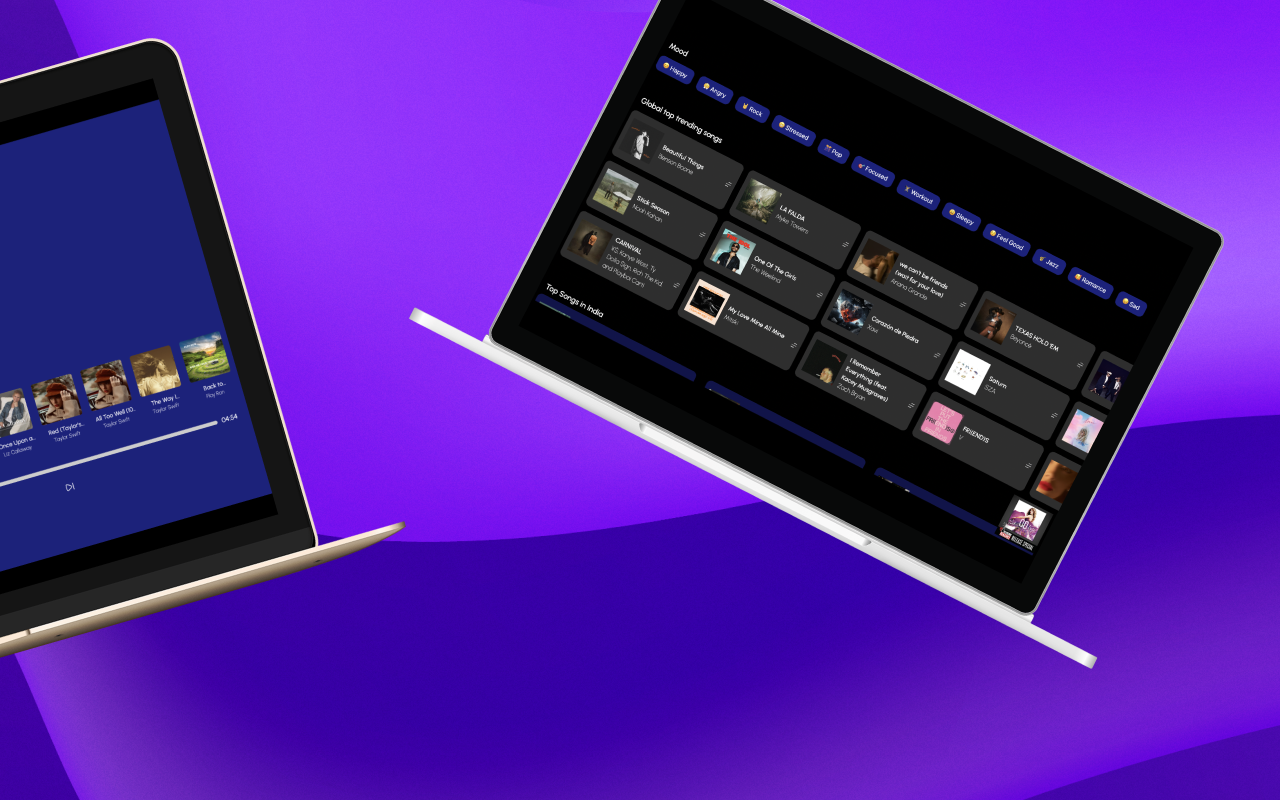 Mood
Happy
Angry
Rock
Stressed
Pop
Focused
Workout
Sleepy
Feel Good
Jazz
Romance
Sad
Global top trending songs
Beautiful Things
Benson Boone
LA FALDA
Myke Towers
we can't be friends
(wait for your love)
Ariana Grande
TEXAS HOLD 'EM
Beyoncé
Stick Season
Noah Kahan
One Of The Girls
The Weeknd
Corazón de Piedra
Xavi
Saturn
SZA
CARNIVAL
¥$, Kanye West, Ty
Dolla $ign, Rich The Kid
and Playboi Carti
My Love Mine All Mine
Mitski
I Remember
Everything (feat.
Kacey Musgraves)
Zach Bryan
FRIENDS
V
Top Songs in India
Once Upon a..
Liz Callaway
Red (Taylor's..
Taylor Swift
All Too Well (10..
Taylor Swift
The Way I..
Taylor Swift
Back to..
04:54